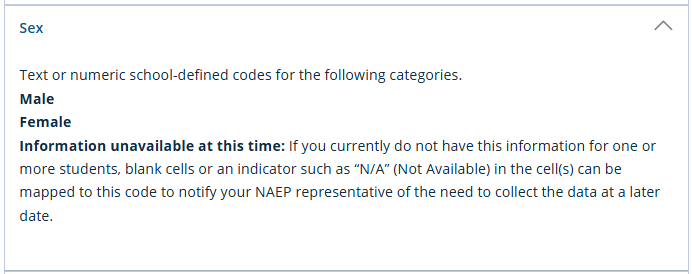 Sex
Text or numeric school-defined codes for the following categories.
Male
Female
Information unavailable at this time: If you currently do not have this information for one or
more students, blank cells or an indicator such as “N/A” (Not Available) in the cell(s) can be
mapped to this code to notify your NAEP representative of the need to collect the data at a later
date.